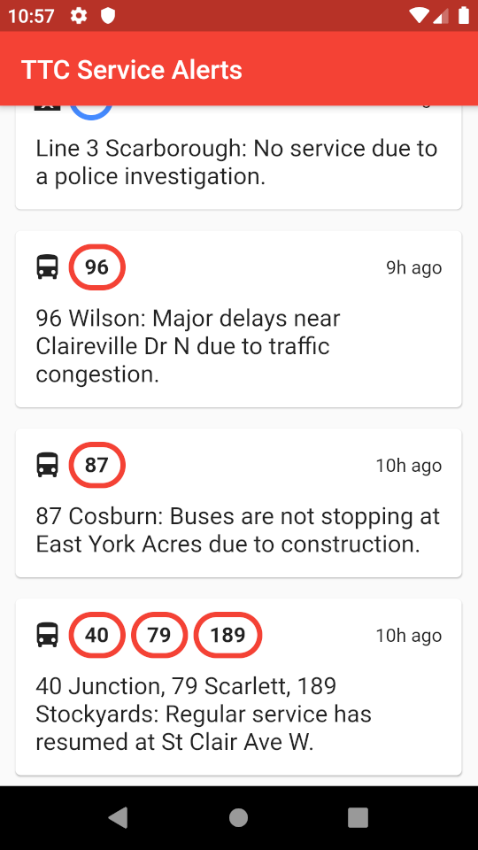 10:57
TTC Service Alerts
Line 3 Scarborough: No service due to
a police investigation.
96 9h ago
96 Wilson: Major delays near
Claireville Dr N due to traffic
congestion.
87 10h ago
87 Cosburn: Buses are not stopping at
East York Acres due to construction.
40 79 189 10h ago
40 Junction, 79 Scarlett, 189
Stockyards: Regular service has
resumed at St Clair Ave W.